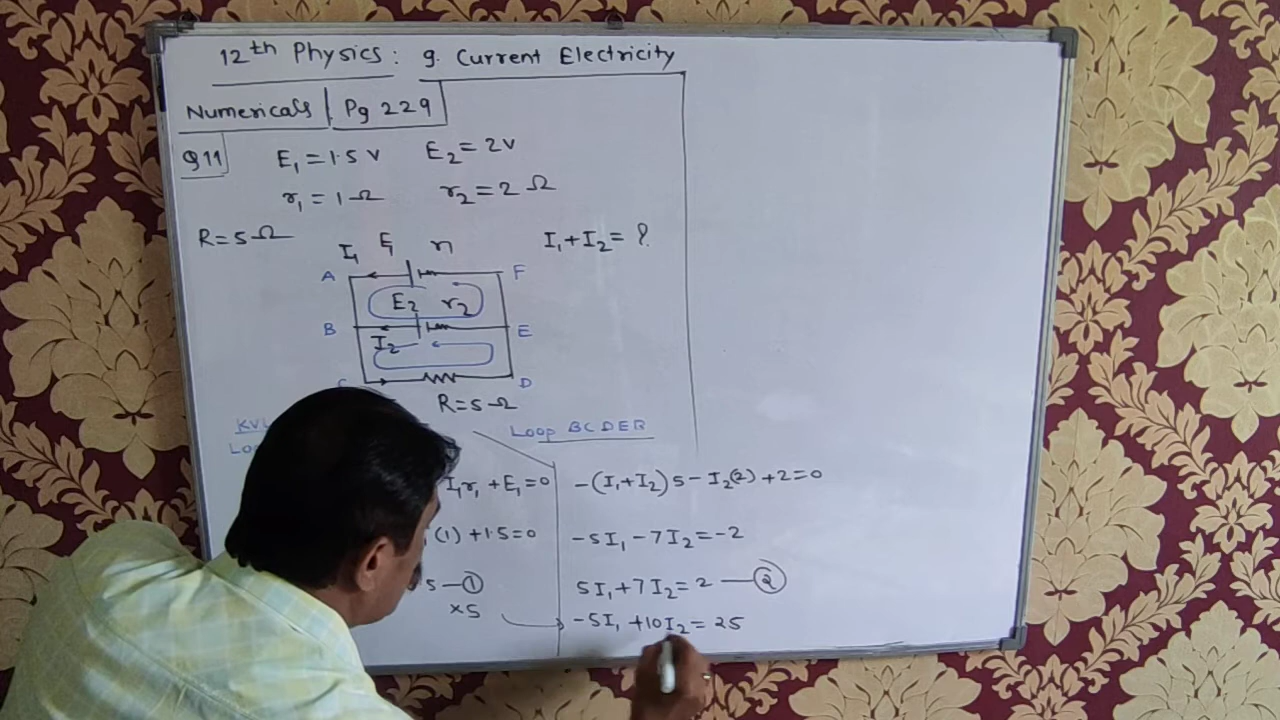 12th Physics: 9. Current Electricity
Numericals Pg 229
Q11 E₁ = 1.5 V E₂ = 2V
r₁ = 1 Ω r₂ = 2 Ω
R = 5 Ω
I₁ E₁ r₁ I₁ + I₂ = ?
A F
E₂ r₂
B E
I₂
C D
R = 5 Ω
Loop BCDEB
I₁r₁ + E₁ = 0
(1) + 1.5 = 0
5 — ①
×5
-(I₁+I₂)5 - I₂(2) + 2 = 0
-5I₁ - 7I₂ = -2
5I₁ + 7I₂ = 2 — ②
-5I₁ + 10I₂ = 25